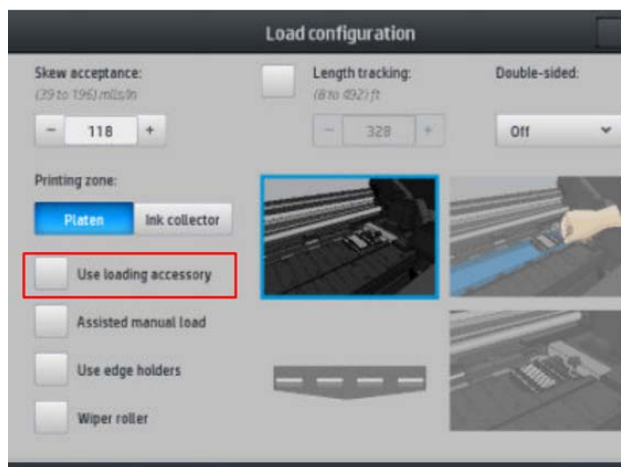 Load configuration
Skew acceptance:
(39 to 196) mills/in
- 118 +
Length tracking:
(8 to 492) ft
- 328 +
Double-sided:
Off
Printing zone:
Platen
Ink collector
Use loading accessory
Assisted manual load
Use edge holders
Wiper roller